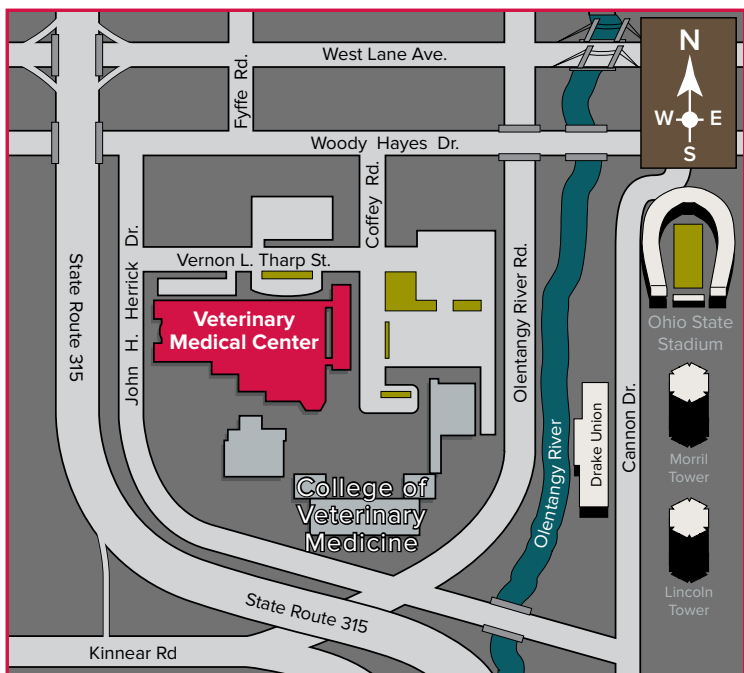 West Lane Ave.
N
W E
S
Fyffe Rd.
Woody Hayes Dr.
Coffey Rd.
Vernon L. Tharp St.
John H. Herrick Dr.
State Route 315
Veterinary
Medical Center
Olentangy River Rd.
Ohio State
Stadium
Cannon Dr.
Drake Union
Morril
Tower
Olentangy River
College of
Veterinary
Medicine
Lincoln
Tower
State Route 315
Kinnear Rd